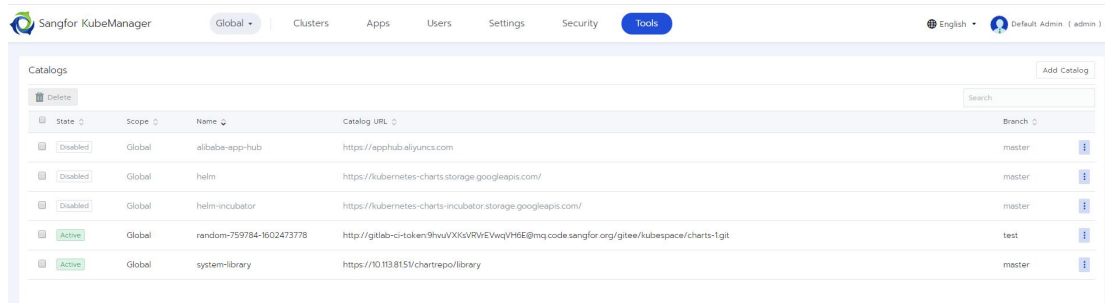 Sangfor KubeManager Global Clusters Apps Users Settings Security Tools English Default Admin ( admin )
Catalogs Add Catalog
Delete Search
State Scope Name Catalog URL Branch
Disabled Global alibaba-app-hub https://apphub.aliyuncs.com master
Disabled Global helm https://kubernetes-charts.storage.googleapis.com/ master
Disabled Global helm-incubator https://kubernetes-charts-incubator.storage.googleapis.com/ master
Active Global random-759784-1602473778 http://gitlab-ci-token:9hvuVXKsVRVrEVwqVH6E@mq.code.sangfor.org/gitee/kubespace/charts-1.git test
Active Global system-library https://10.113.81.51/chartrepo/library master